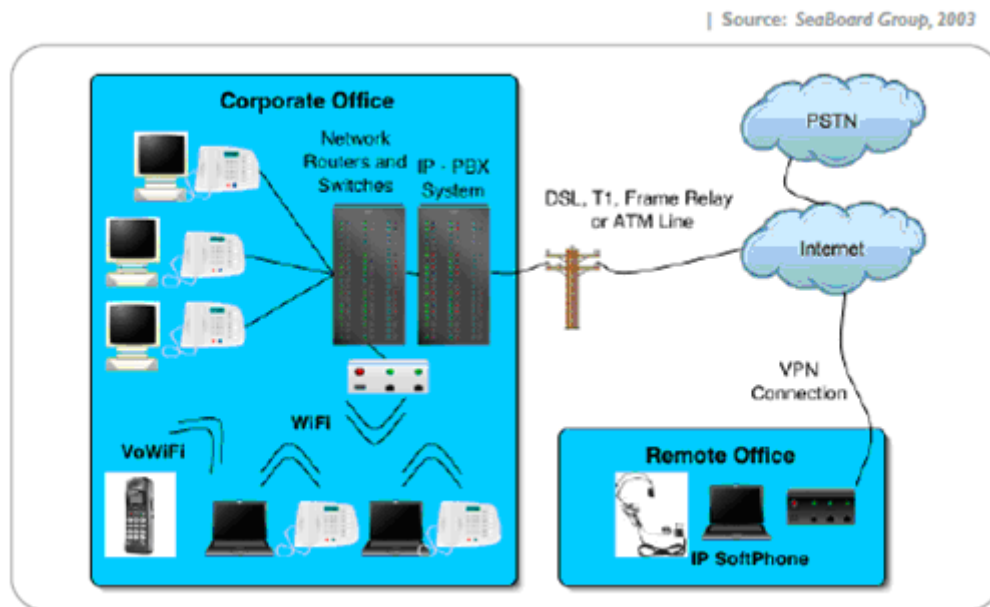 | Source: SeaBoard Group, 2003
Corporate Office
Network
Routers and
Switches
IP - PBX
System
DSL, T1, Frame Relay
or ATM Line
PSTN
Internet
VPN
Connection
WiFi
VoWiFi
Remote Office
IP SoftPhone